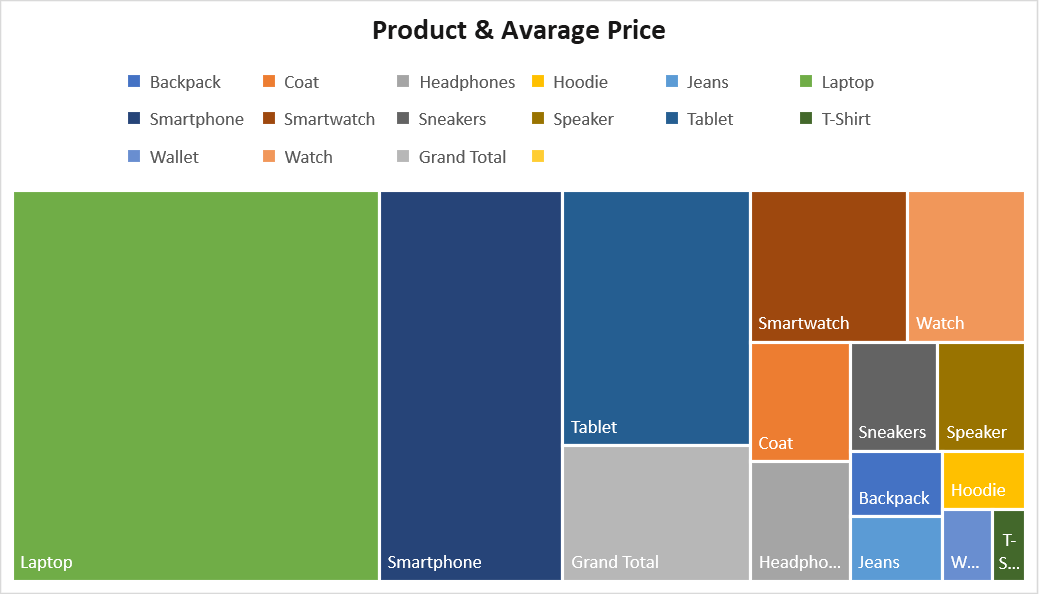 Product & Avarage Price
Backpack Coat Headphones Hoodie Jeans Laptop
Smartphone Smartwatch Sneakers Speaker Tablet T-Shirt
Wallet Watch Grand Total
Smartwatch Watch
Tablet
Coat
Sneakers Speaker
Backpack Hoodie
Laptop
Smartphone
Grand Total
Headpho...
Jeans
W...
T-
S...